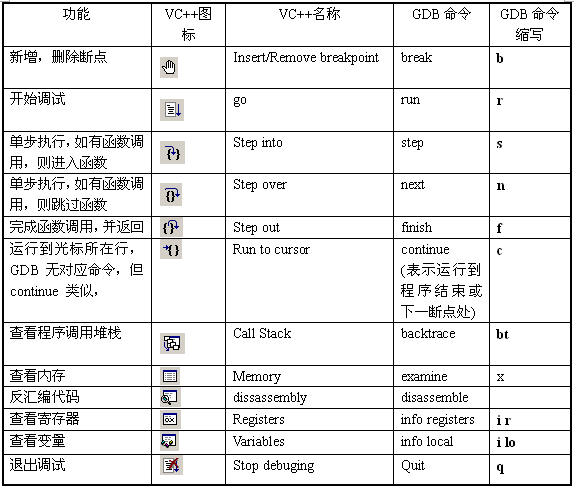 功能 VC++图标 VC++名称 GDB 命令 GDB 命令缩写
新增，删除断点 Insert/Remove breakpoint break b
开始调试 go run r
单步执行，如有函数调用，则进入函数 Step into step s
单步执行，如有函数调用，则跳过函数 Step over next n
完成函数调用，并返回 Step out finish f
运行到光标所在行，GDB 无对应命令，但 continue 类似， Run to cursor continue (表示运行到程序结束或下一断点处) c
查看程序调用堆栈 Call Stack backtrace bt
查看内存 Memory examine x
反汇编代码 dissassembly disassemble
查看寄存器 Registers info registers i r
查看变量 Variables info local i lo
退出调试 Stop debuging Quit q